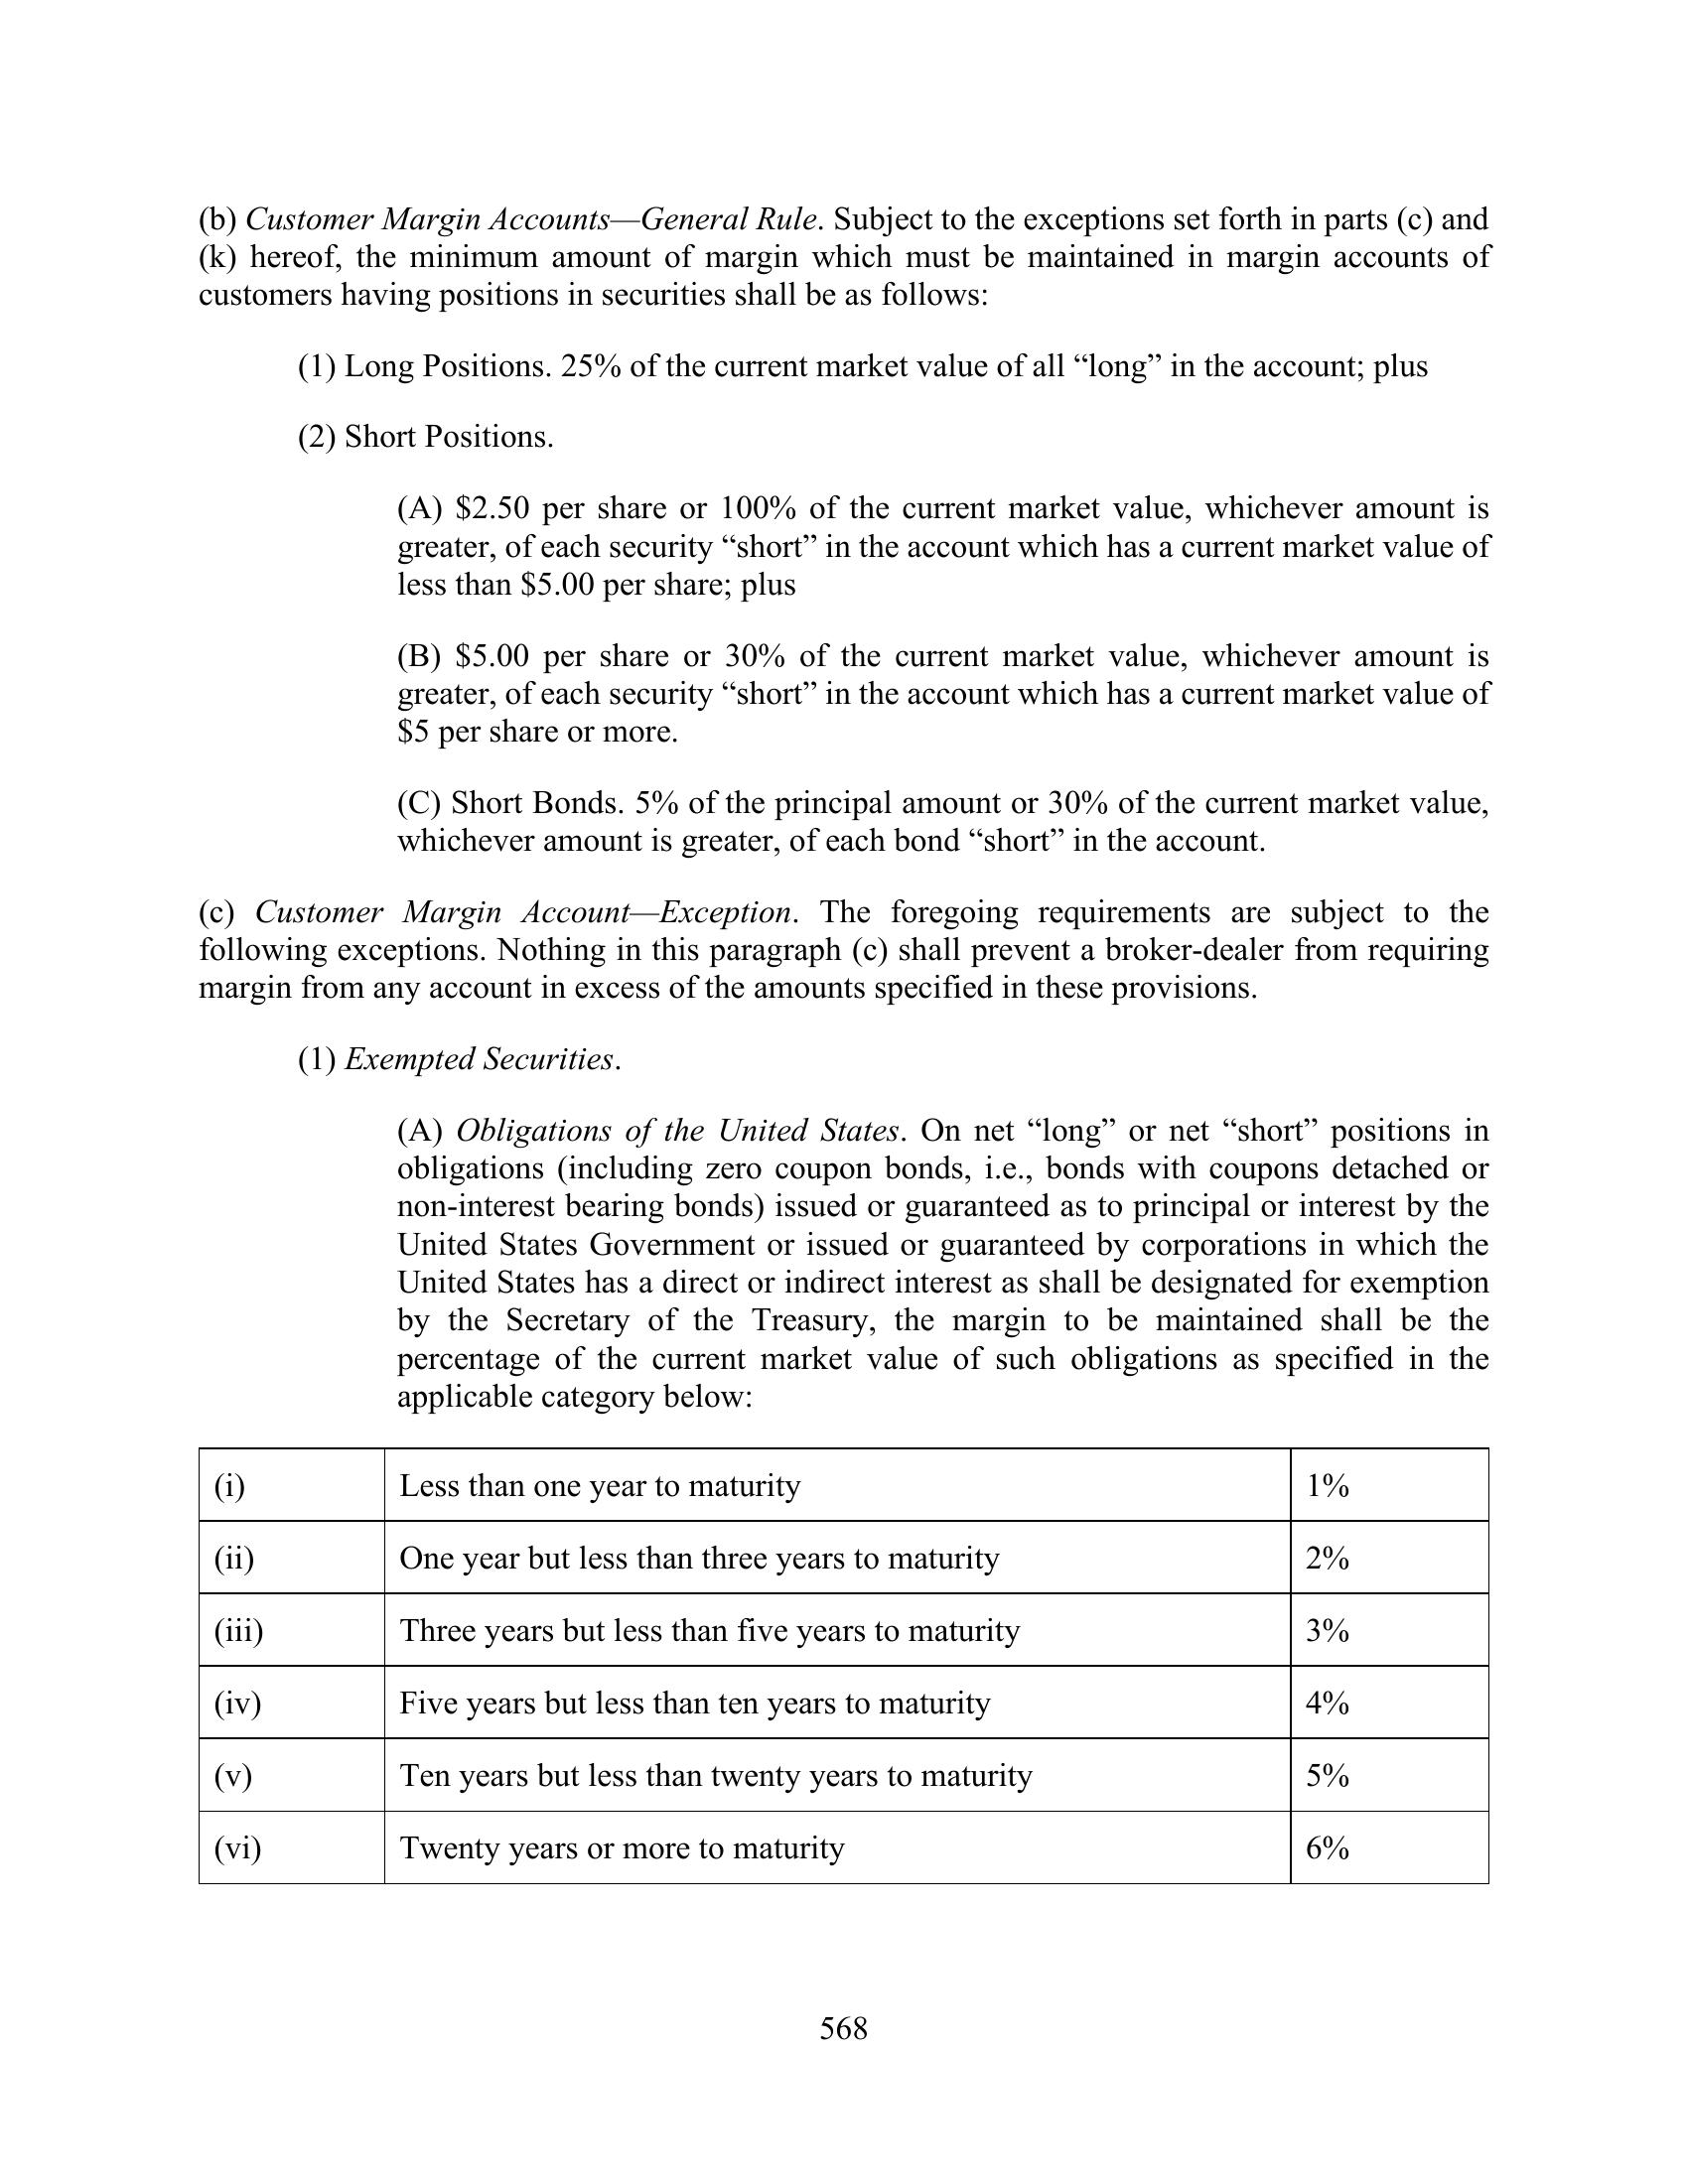 (b) Customer Margin Accounts—General Rule. Subject to the exceptions set forth in parts (c) and
(k) hereof, the minimum amount of margin which must be maintained in margin accounts of
customers having positions in securities shall be as follows:
(1) Long Positions. 25% of the current market value of all “long” in the account; plus
(2) Short Positions.
(A) $2.50 per share or 100% of the current market value, whichever amount is
greater, of each security “short” in the account which has a current market value of
less than $5.00 per share; plus
(B) $5.00 per share or 30% of the current market value, whichever amount is
greater, of each security “short” in the account which has a current market value of
$5 per share or more.
(C) Short Bonds. 5% of the principal amount or 30% of the current market value,
whichever amount is greater, of each bond “short” in the account.
(c) Customer Margin Account—Exception. The foregoing requirements are subject to the
following exceptions. Nothing in this paragraph (c) shall prevent a broker-dealer from requiring
margin from any account in excess of the amounts specified in these provisions.
(1) Exempted Securities.
(A) Obligations of the United States. On net “long” or net “short” positions in
obligations (including zero coupon bonds, i.e., bonds with coupons detached or
non-interest bearing bonds) issued or guaranteed as to principal or interest by the
United States Government or issued or guaranteed by corporations in which the
United States has a direct or indirect interest as shall be designated for exemption
by the Secretary of the Treasury, the margin to be maintained shall be the
percentage of the current market value of such obligations as specified in the
applicable category below:
(i) Less than one year to maturity 1%
(ii) One year but less than three years to maturity 2%
(iii) Three years but less than five years to maturity 3%
(iv) Five years but less than ten years to maturity 4%
(v) Ten years but less than twenty years to maturity 5%
(vi) Twenty years or more to maturity 6%
568